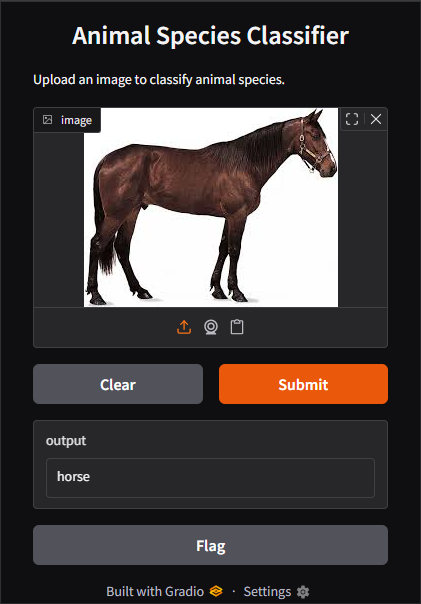 Animal Species Classifier
Upload an image to classify animal species.
image
Clear
Submit
output
horse
Flag
Built with Gradio · Settings